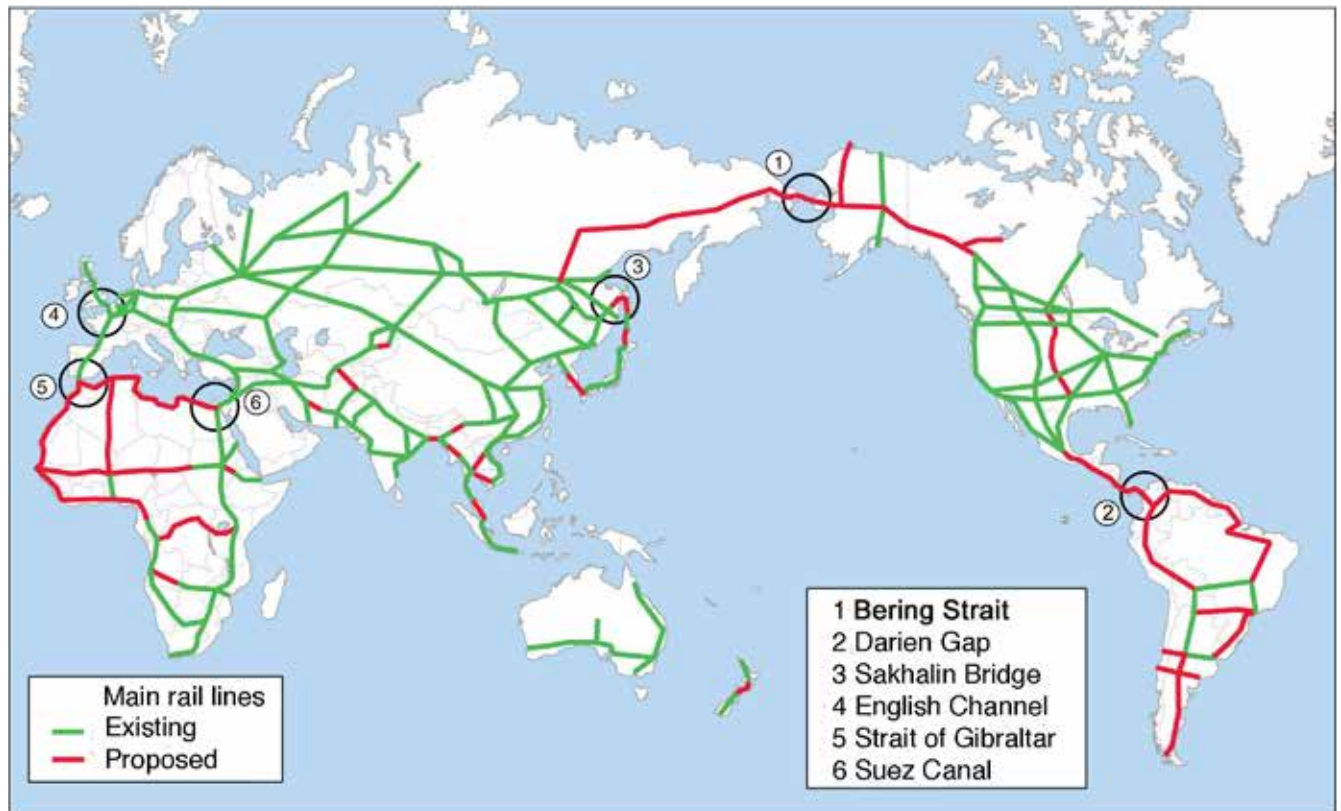 1
3
4
5
6
2
Main rail lines
Existing
Proposed
1 Bering Strait
2 Darien Gap
3 Sakhalin Bridge
4 English Channel
5 Strait of Gibraltar
6 Suez Canal